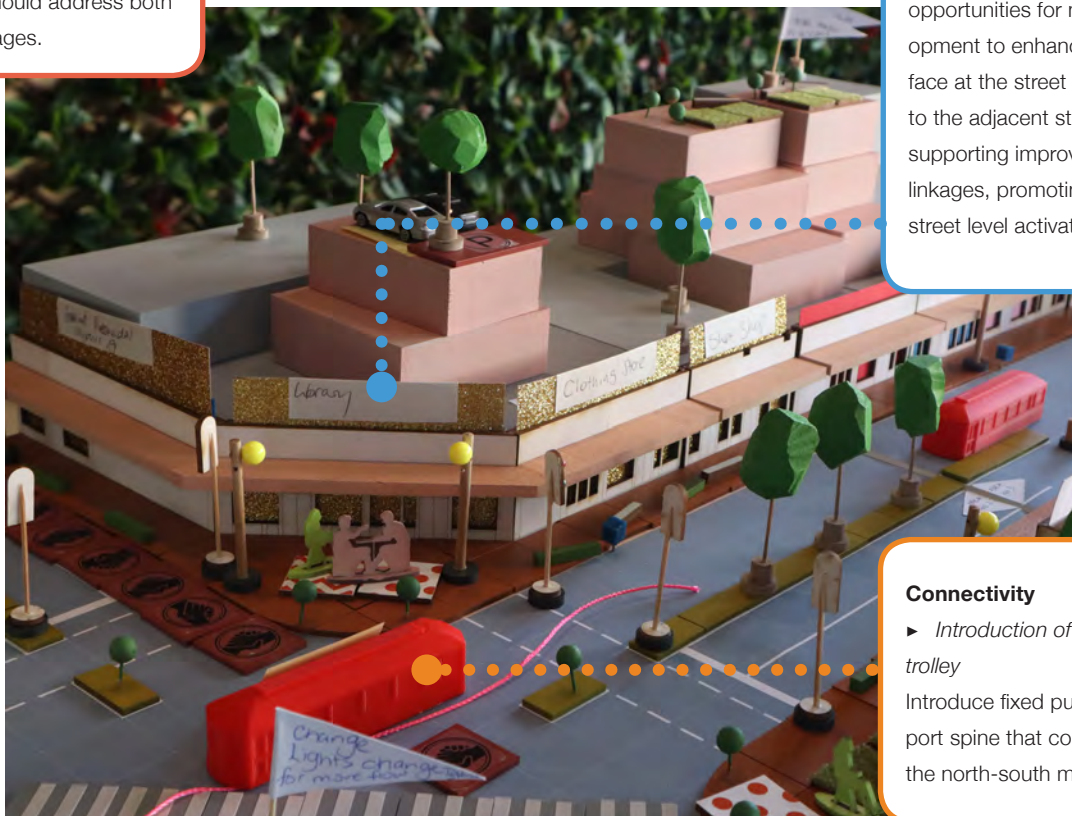 ould address both
ages.
opportunities for r
opment to enhanc
face at the street
to the adjacent st
supporting improv
linkages, promotin
street level activat
P
Library
Clothing Store
Shoe Shop
Change
Lights change
for more
Connectivity
► Introduction of
trolley
Introduce fixed pu
port spine that co
the north-south m